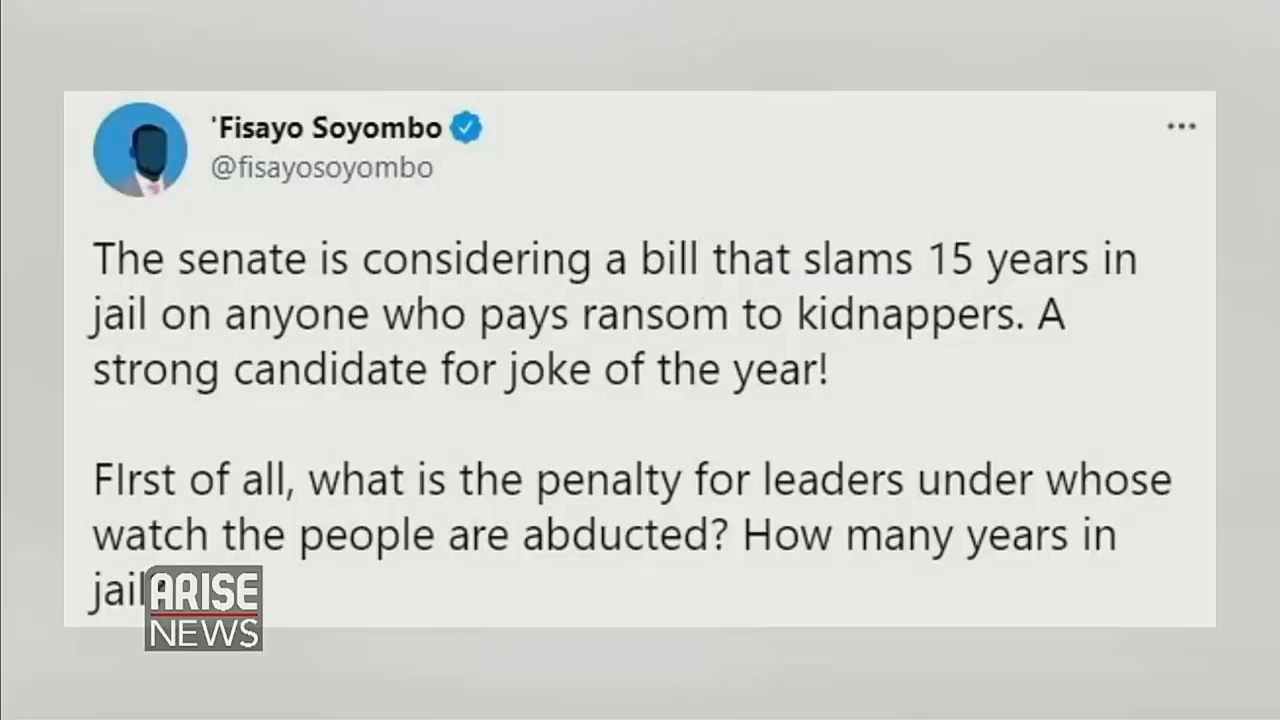 'Fisayo Soyombo
@fisayosoyombo
The senate is considering a bill that slams 15 years in
jail on anyone who pays ransom to kidnappers. A
strong candidate for joke of the year!
FIrst of all, what is the penalty for leaders under whose
watch the people are abducted? How many years in
jail
ARISE
NEWS